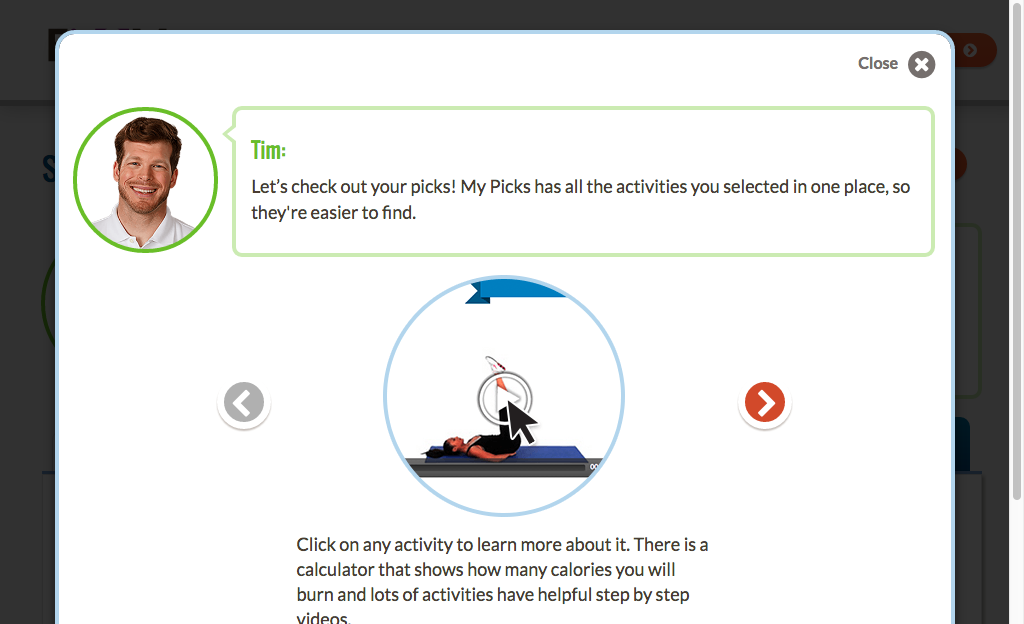 Close
Tim:
Let’s check out your picks! My Picks has all the activities you selected in one place, so
they're easier to find.
00
Click on any activity to learn more about it. There is a
calculator that shows how many calories you will
burn and lots of activities have helpful step by step
videos.